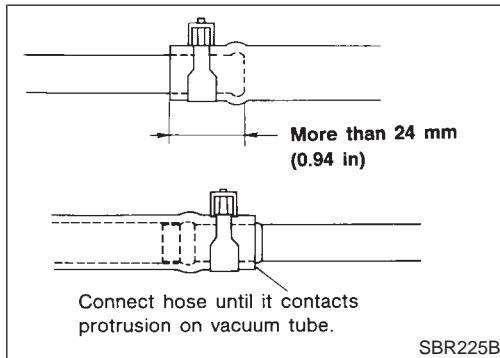 More than 24 mm
(0.94 in)
Connect hose until it contacts
protrusion on vacuum tube.
SBR225B